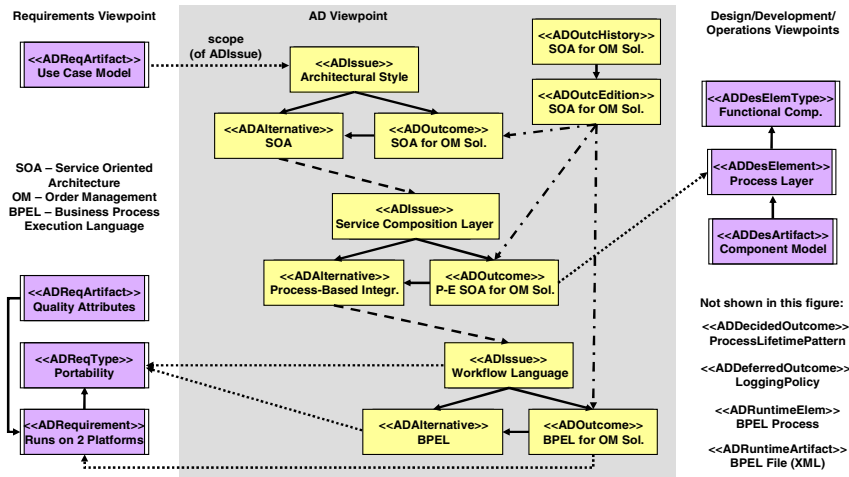 Requirements Viewpoint
AD Viewpoint
Design/Development/
Operations Viewpoints
<<ADReqArtifact>>
Use Case Model
scope
(of ADIssue)
<<ADIssue>>
Architectural Style
<<ADOutcHistory>
SOA for OM Sol.
<<ADOutcEdition>>
SOA for OM Sol.
<<ADDesElemType>>
Functional Comp.
<<ADAlternative>>
SOA
<<ADOutcome>>
SOA for OM Sol.
SOA – Service Oriented
Architecture
OM – Order Management
BPEL – Business Process
Execution Language
<<ADDesElement>>
Process Layer
<<ADIssue>>
Service Composition Layer
<<ADDesArtifact>>
Component Model
<<ADAlternative>>
Process-Based Integr.
<<ADOutcome>>
P-E SOA for OM Sol.
<<ADReqArtifact>
Quality Attributes
Not shown in this figure:
<<ADDecidedOutcome>>
ProcessLifetimePattern
<<ADReqType>>
Portability
<<ADIssue>>
Workflow Language
<<ADDeferredOutcome>>
LoggingPolicy
<<ADRequirement>
Runs on 2 Platforms
<<ADAlternative>>
BPEL
<<ADOutcome>>
BPEL for OM Sol.
<<ADRuntimeElem>
BPEL Process
<<ADRuntimeArtifact>
BPEL File (XML)